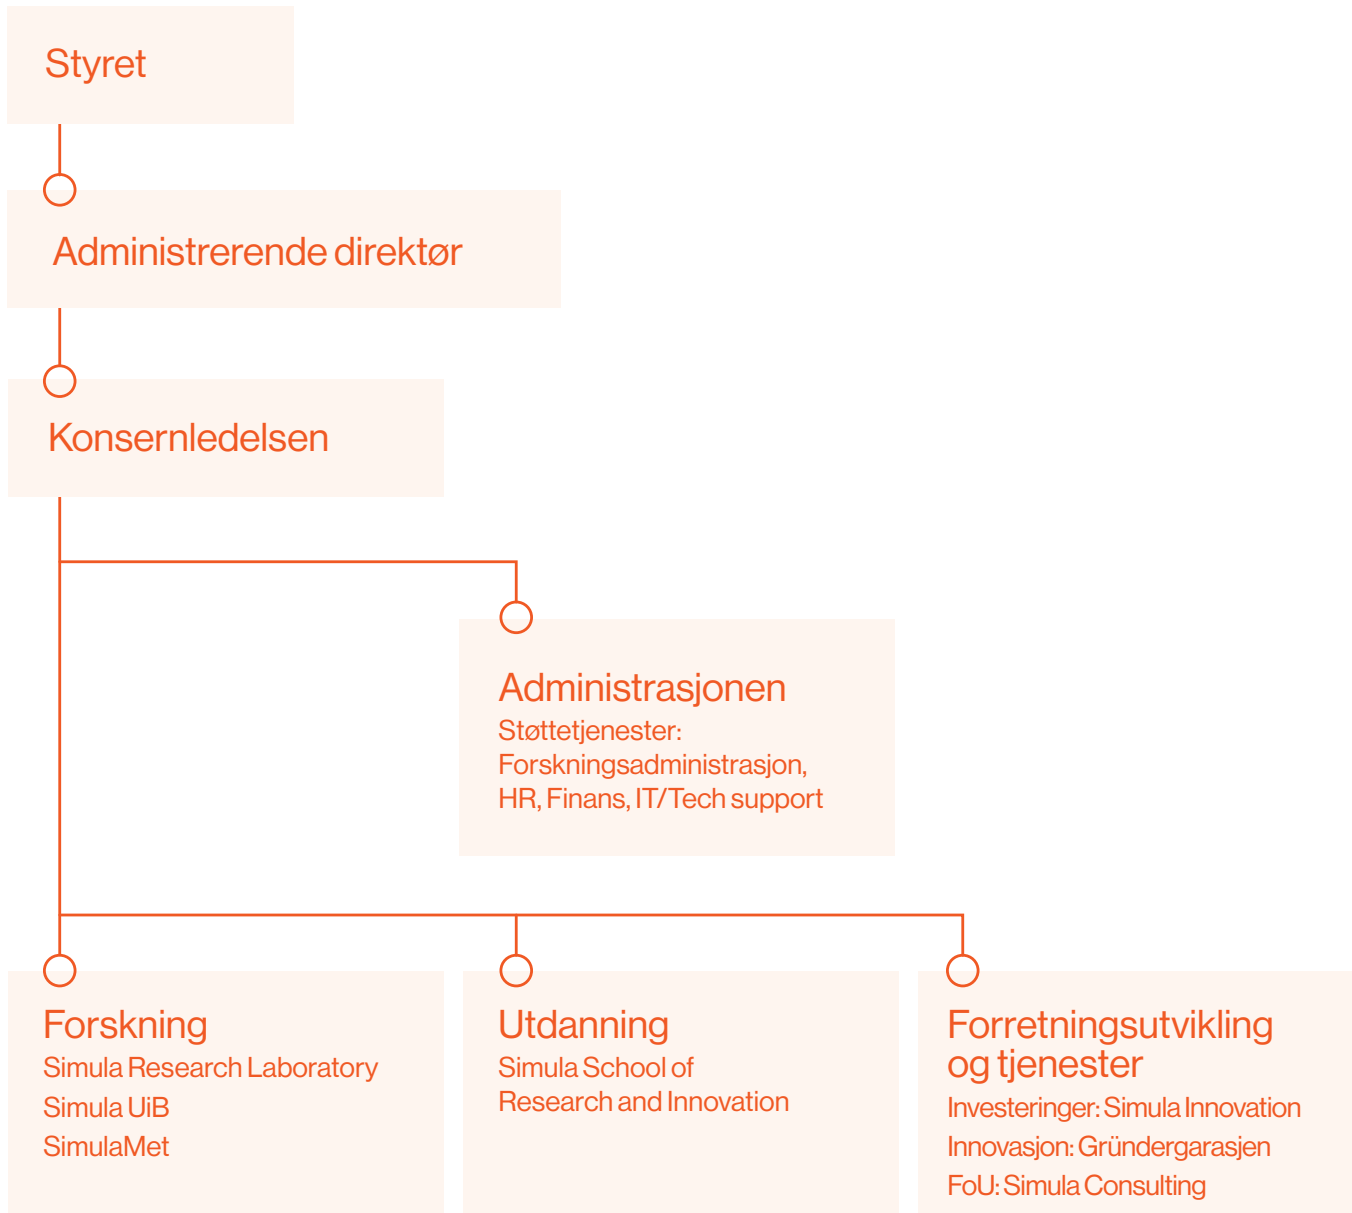 Styret
Administrerende direktør
Konsernledelsen
Administrasjonen
Støttetjenester:
Forskningsadministrasjon,
HR, Finans, IT/Tech support
Forskning
Simula Research Laboratory
Simula UiB
SimulaMet
Utdanning
Simula School of
Research and Innovation
Forretningsutvikling
og tjenester
Investeringer: Simula Innovation
Innovasjon: Gründergarasjen
FoU: Simula Consulting